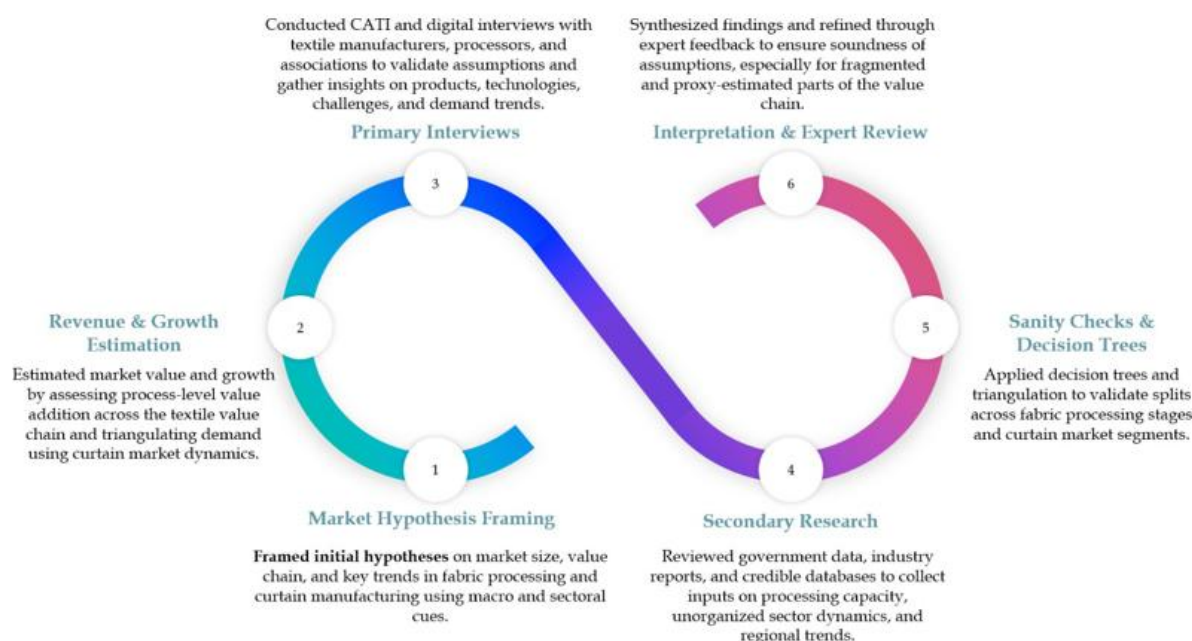 Conducted CATI and digital interviews with
textile manufacturers, processors, and
associations to validate assumptions and
gather insights on products, technologies,
challenges, and demand trends.
Primary Interviews
3
Synthesized findings and refined through
expert feedback to ensure soundness of
assumptions, especially for fragmented
and proxy-estimated parts of the value
chain.
Interpretation & Expert Review
6
Revenue & Growth
Estimation
Estimated market value and growth
by assessing process-level value
addition across the textile value
chain and triangulating demand
using curtain market dynamics.
2
5
Sanity Checks &
Decision Trees
Applied decision trees and
triangulation to validate splits
across fabric processing stages
and curtain market segments.
1
Market Hypothesis Framing
Framed initial hypotheses on market size, value
chain, and key trends in fabric processing and
curtain manufacturing using macro and sectoral
cues.
4
Secondary Research
Reviewed government data, industry
reports, and credible databases to collect
inputs on processing capacity,
unorganized sector dynamics, and
regional trends.